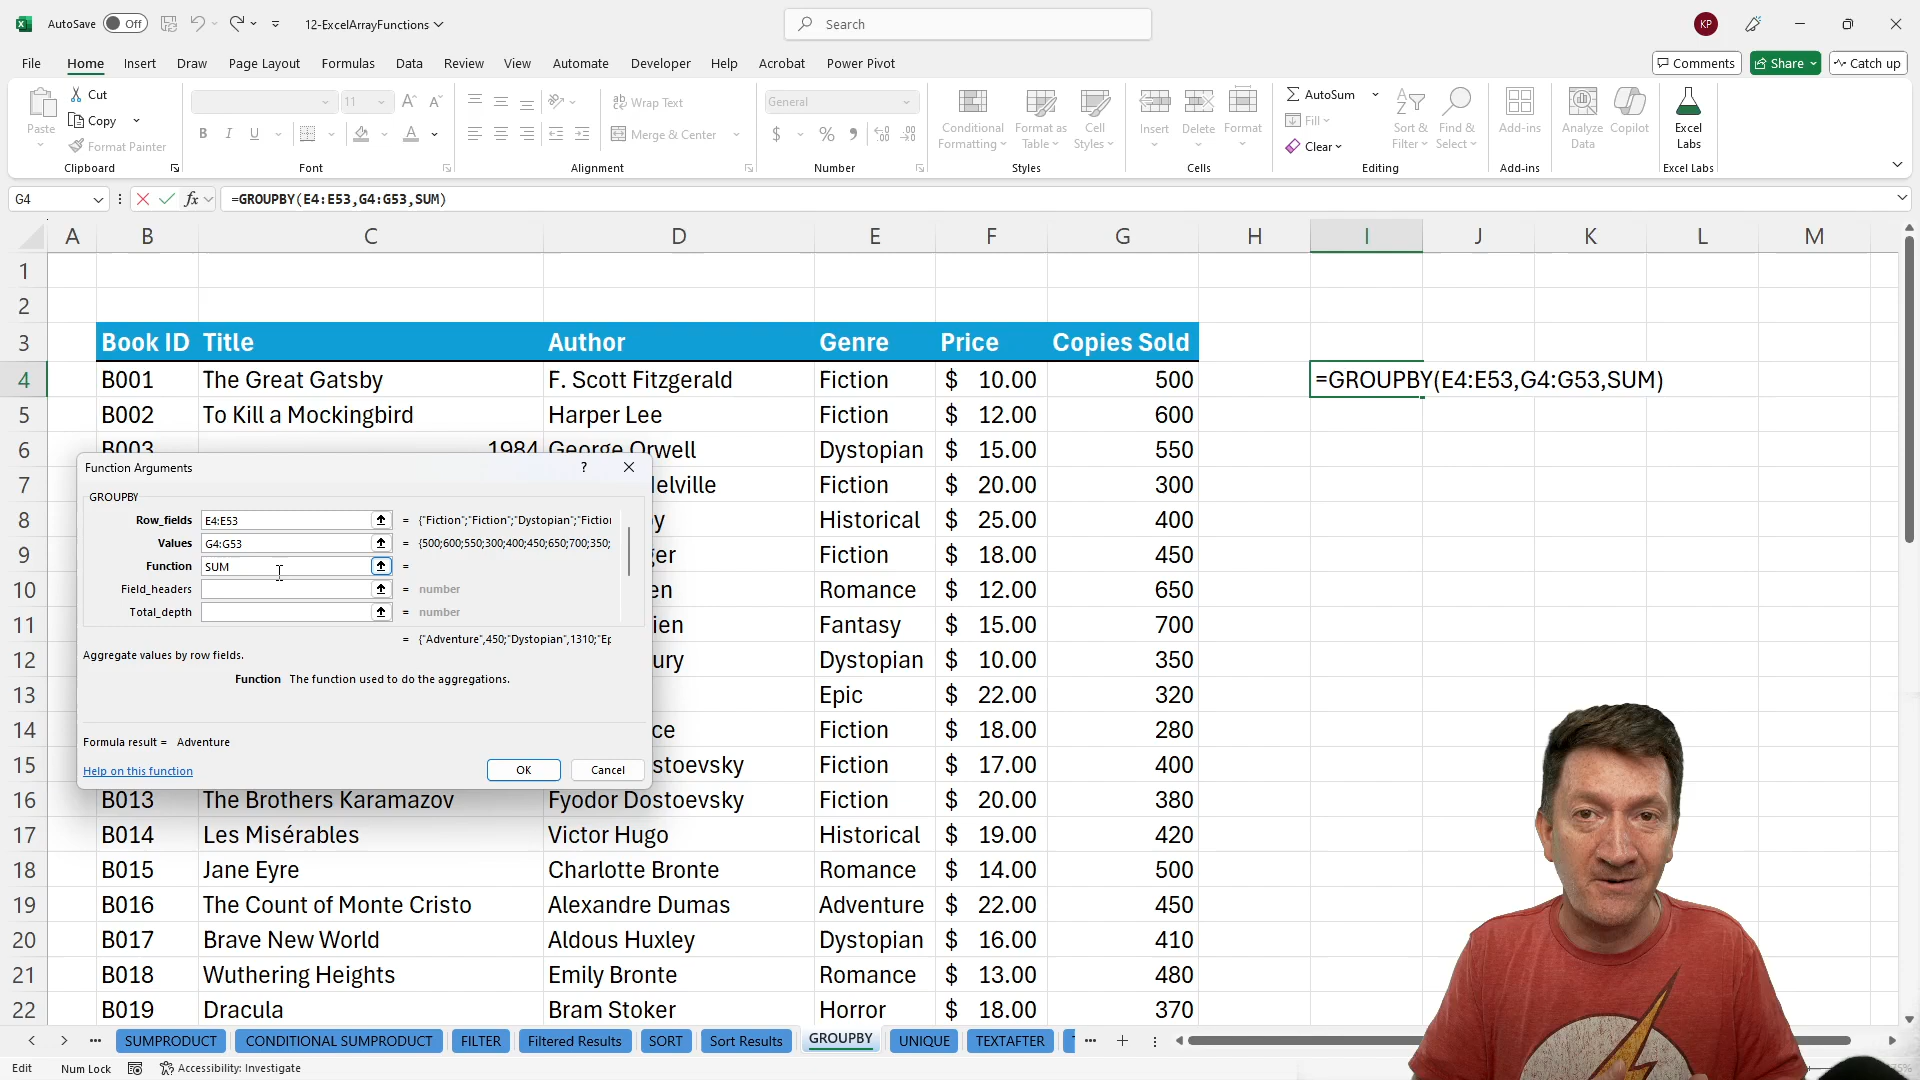 AutoSave Off 12-ExcelArrayFunctions Search KP
File Home Insert Draw Page Layout Formulas Data Review View Automate Developer Help Acrobat Power Pivot Comments Share Catch up
Paste Cut Copy Format Painter Clipboard
11 B I U Font
Wrap Text Merge & Center Alignment
General $ % Number
Conditional Formatting Format as Table Cell Styles Styles
Insert Delete Format Cells
AutoSum Fill Clear Sort & Filter Find & Select Editing
Add-ins Add-ins
Analyze Data Copilot
Excel Labs Excel Labs
G4 fx =GROUPBY(E4:E53,G4:G53,SUM)
A B C D E F G H I J K L M
1
2
3 Book ID Title Author Genre Price Copies Sold
4 B001 The Great Gatsby F. Scott Fitzgerald Fiction $ 10.00 500 =GROUPBY(E4:E53,G4:G53,SUM)
5 B002 To Kill a Mockingbird Harper Lee Fiction $ 12.00 600
6 B003 1984 George Orwell Dystopian $ 15.00 550
7 elville Fiction $ 20.00 300
8 y Historical $ 25.00 400
9 ger Fiction $ 18.00 450
10 en Romance $ 12.00 650
11 ien Fantasy $ 15.00 700
12 ury Dystopian $ 10.00 350
13 Epic $ 22.00 320
14 ce Fiction $ 18.00 280
15 stoevsky Fiction $ 17.00 400
16 B013 The Brothers Karamazov Fyodor Dostoevsky Fiction $ 20.00 380
17 B014 Les Misérables Victor Hugo Historical $ 19.00 420
18 B015 Jane Eyre Charlotte Bronte Romance $ 14.00 500
19 B016 The Count of Monte Cristo Alexandre Dumas Adventure $ 22.00 450
20 B017 Brave New World Aldous Huxley Dystopian $ 16.00 410
21 B018 Wuthering Heights Emily Bronte Romance $ 13.00 480
22 B019 Dracula Bram Stoker Horror $ 18.00 370
Function Arguments ?
GROUPBY
Row_fields E4:E53 = {"Fiction";"Fiction";"Dystopian";"Fiction
Values G4:G53 = {500;600;550;300;400;450;650;700;350;
Function SUM =
Field_headers = number
Total_depth = number
= {"Adventure",450;"Dystopian",1310;"Ep
Aggregate values by row fields.
Function The function used to do the aggregations.
Formula result = Adventure
Help on this function OK Cancel
SUMPRODUCT CONDITIONAL SUMPRODUCT FILTER Filtered Results SORT Sort Results GROUPBY UNIQUE TEXTAFTER
Edit Num Lock Accessibility: Investigate